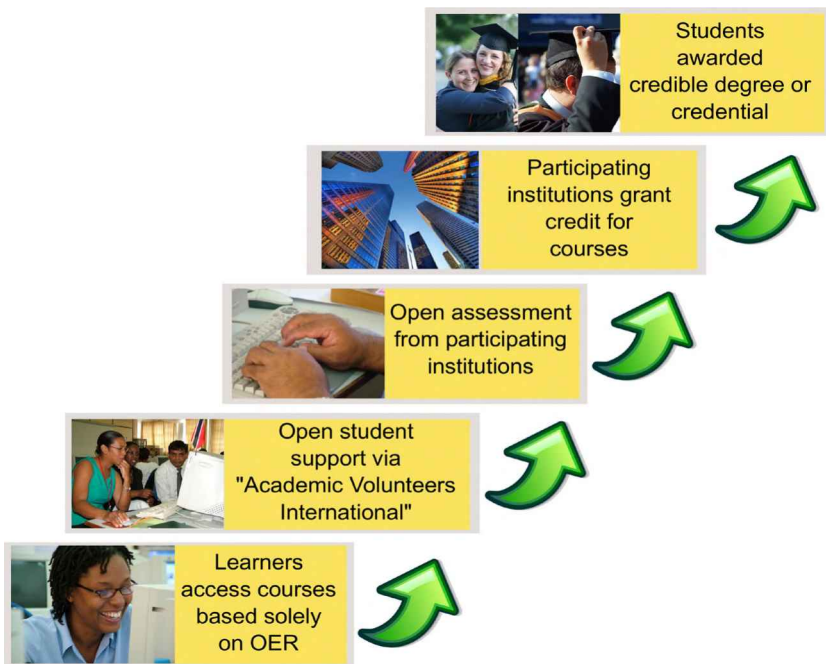 Students
awarded
credible degree or
credential
Participating
institutions grant
credit for
courses
Open assessment
from participating
institutions
Open student
support via
"Academic Volunteers
International"
Learners
access courses
based solely
on OER